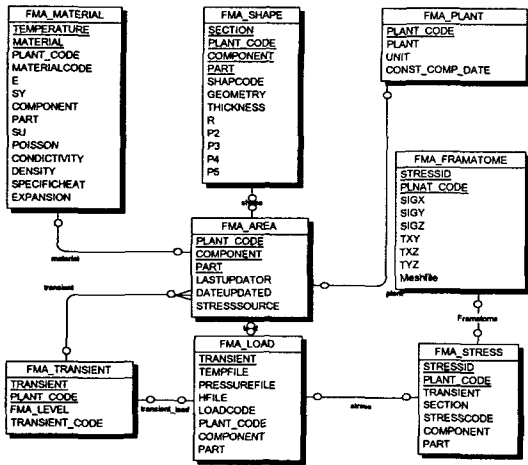 FMA_MATERIAL
TEMPERATURE
MATERIAL
PLANT_CODE
MATERIALCODE
E
SY
COMPONENT
PART
SU
POISSON
CONDICTIVITY
DENSITY
SPECIFICHEAT
EXPANSION
FMA_SHAPE
SECTION
PLANT_CODE
COMPONENT
PART
SHAPCODE
GEOMETRY
THICKNESS
R
P2
P3
P4
P5
FMA_PLANT
PLANT_CODE
PLANT
UNIT
CONST_COMP_DATE
FMA_FRAMATOME
STRESSID
PLNAT_CODE
SIGX
SIGY
SIGZ
TXY
TXZ
TYZ
Meshfile
shape
material
FMA_AREA
PLANT_CODE
COMPONENT
PART
LASTUPDATOR
DATEUPDATED
STRESSSOURCE
transient
plant
Framatome
FMA_TRANSIENT
TRANSIENT
PLANT_CODE
FMA_LEVEL
TRANSIENT_CODE
transient_load
FMA_LOAD
TRANSIENT
TEMPFILE
PRESSUREFILE
HFILE
LOADCODE
PLANT_CODE
COMPONENT
PART
stress
FMA_STRESS
STRESSID
PLANT_CODE
TRANSIENT
SECTION
STRESSCODE
COMPONENT
PART